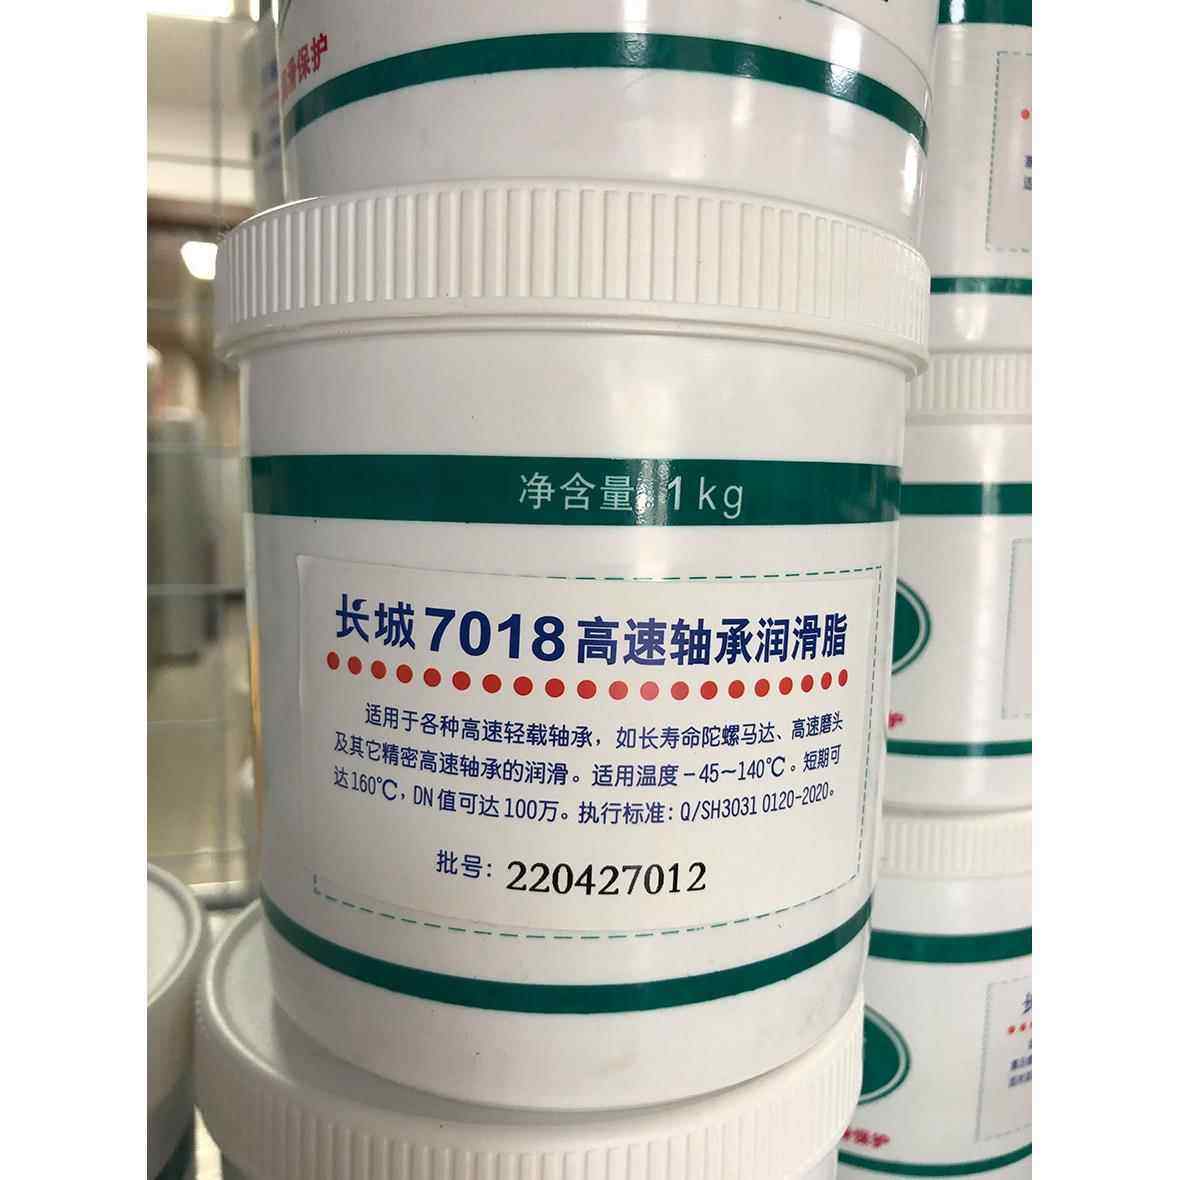 保护
净含量:1kg
长城7018高速轴承润滑脂
适用于各种高速轻载轴承，如长寿命陀螺马达、高速磨头
及其它精密高速轴承的润滑。适用温度-45～140℃。短期可
达160℃，DN值可达100万。执行标准：Q/SH3031 0120-2020。
批号：220427012
保护